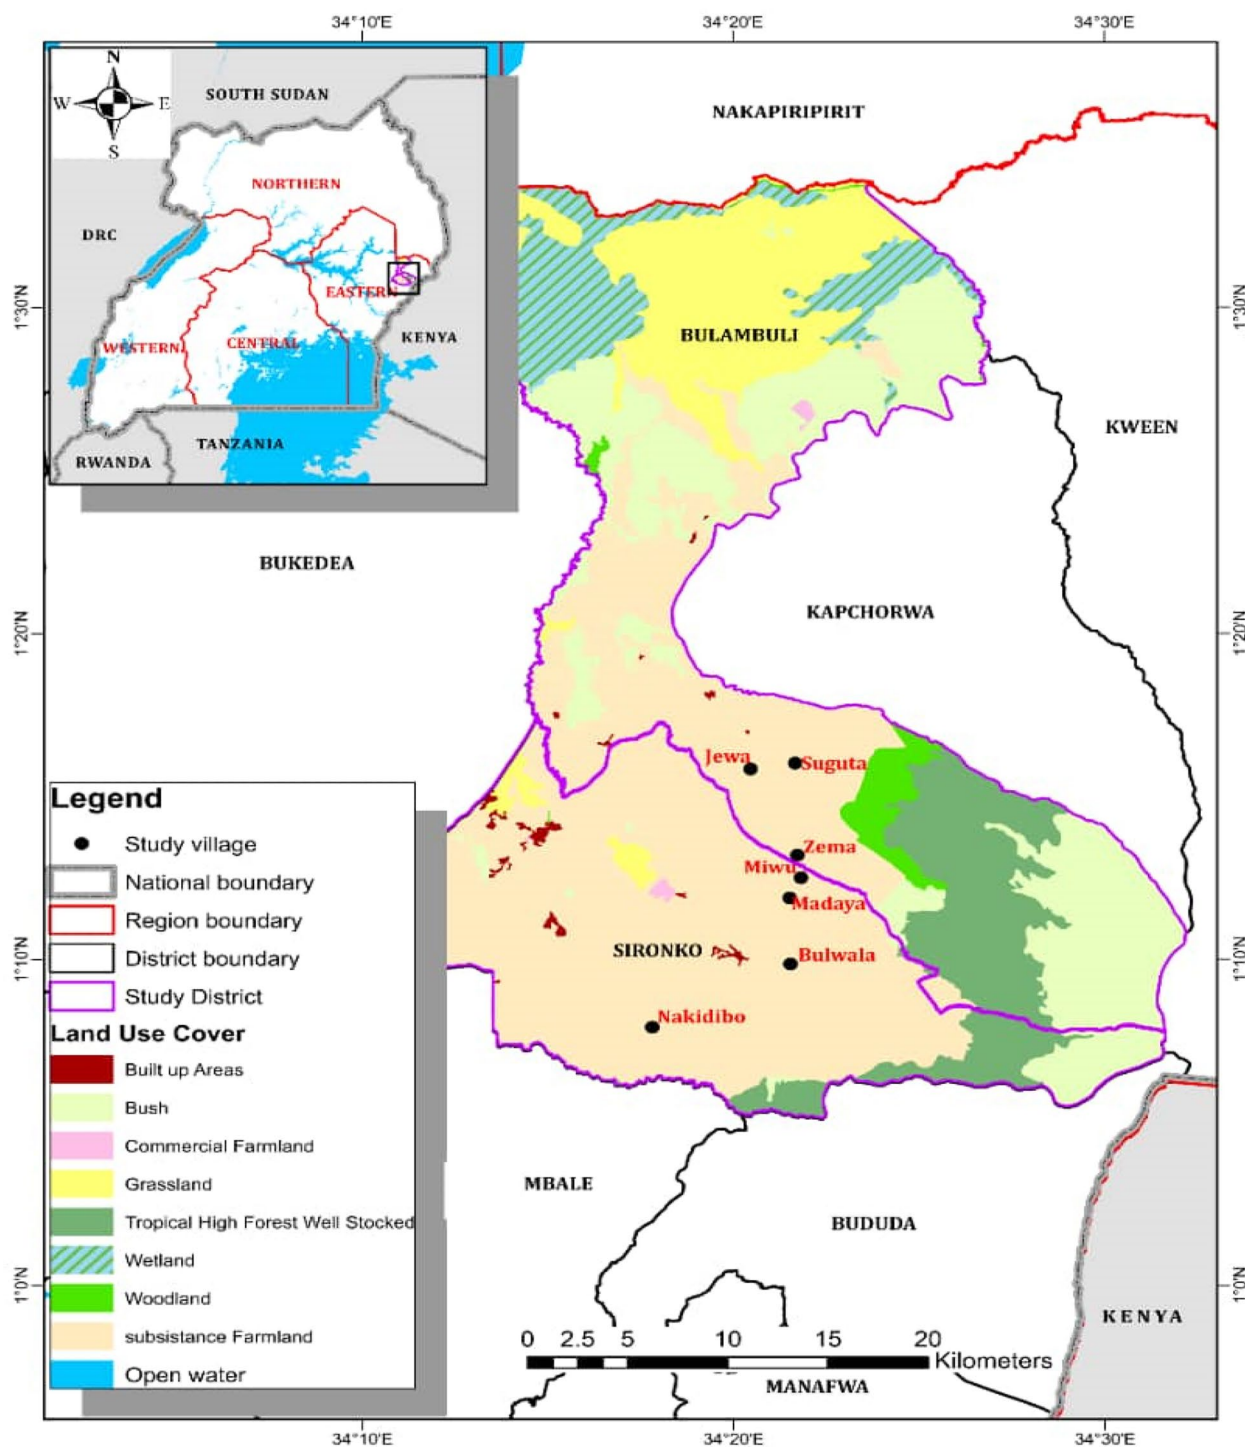 34°10'E
34°20'E
34°30'E
N
W
E
S
SOUTH SUDAN
NORTHERN
DRC
EASTERN
WESTERN
CENTRAL
KENYA
TANZANIA
RWANDA
NAKAPIRIPIRIT
1°30'N
1°30'N
BULAMBULI
KWEEN
BUKEDEA
KAPCHORWA
1°20'N
1°20'N
Jewa
Suguta
Zema
Miwu
Madaya
SIRONKO
Bulwala
Nakidibo
1°10'N
1°10'N
Legend
Study village
National boundary
Region boundary
District boundary
Study District
Land Use Cover
Built up Areas
Bush
Commercial Farmland
Grassland
Tropical High Forest Well Stocked
Wetland
Woodland
subsistance Farmland
Open water
MBALE
BUDUDA
1°0'N
1°0'N
KENYA
0 2.5 5 10 15 20
Kilometers
MANAFWA
34°10'E
34°20'E
34°30'E